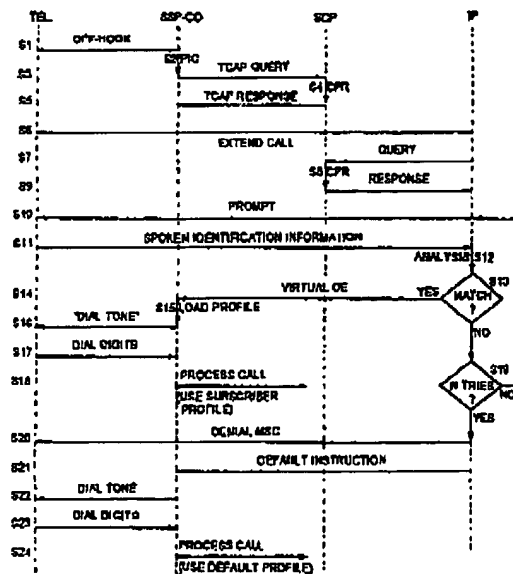 TEL. SSP-CO SCP IP
S1 OFF-HOOK
S2 PIC
S3 TCAP QUERY
S4 CPR
S5 TCAP RESPONSE
S6
EXTEND CALL
S7 QUERY
S8 CPR
S9 RESPONSE
S10 PROMPT
S11 SPOKEN IDENTIFICATION INFORMATION
ANALYSIS S12
S13
S14 VIRTUAL OE YES MATCH
?
S15 LOAD PROFILE
S16 "DIAL TONE"
NO
S17 DIAL DIGITS
S19
S18 PROCESS CALL N TRIES NO
(USE SUBSCRIBER ?
PROFILE)
YES
S20 DENIAL MSG
S21 DEFAULT INSTRUCTION
S22 DIAL TONE
S23 DIAL DIGITS
S24 PROCESS CALL
(USE DEFAULT PROFILE)